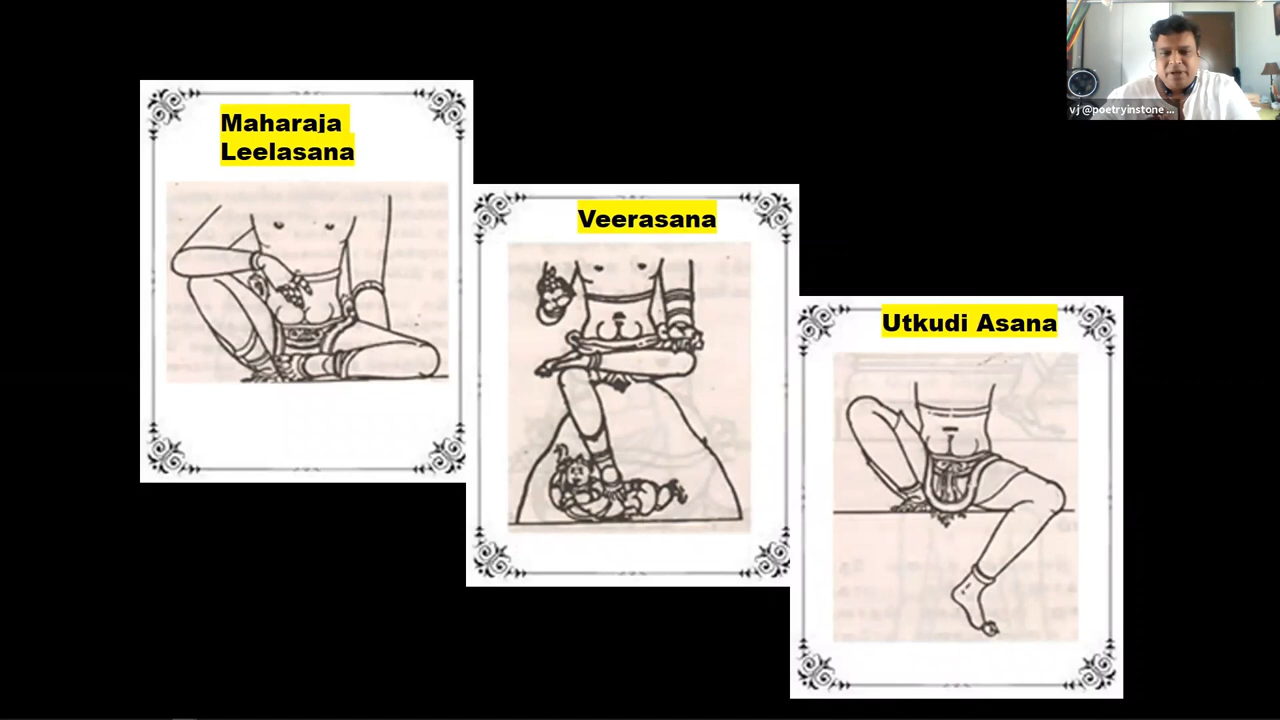 vj @poetryinstone ...
Maharaja
Leelasana
Veerasana
Utkudi Asana